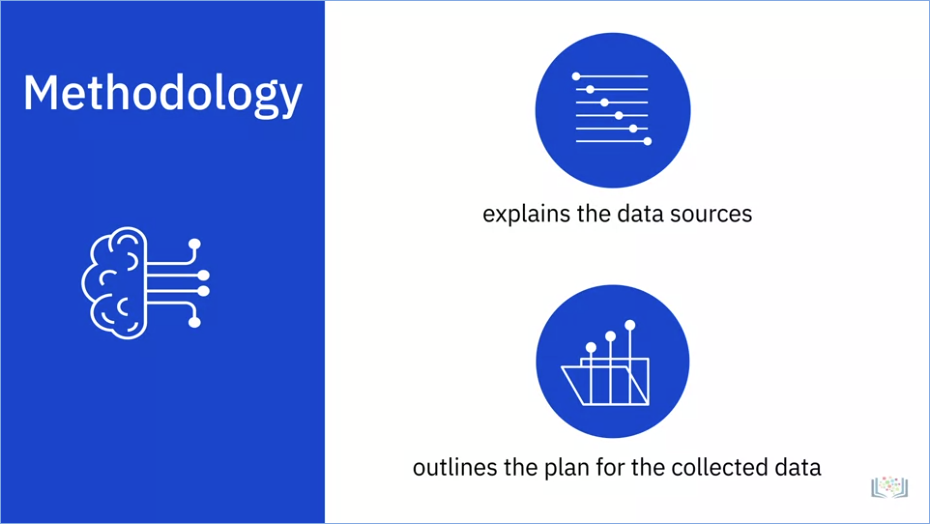 Methodology
explains the data sources
outlines the plan for the collected data